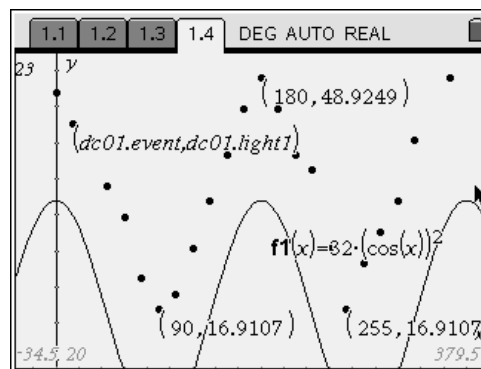 1.1 1.2 1.3 1.4 DEG AUTO REAL
23 y
(180,48.9249)
(dc01.event,dc01.light1)
f1(x)=32·(cos(x))²
(90,16.9107) (255,16.9107
-34.5 20 379.5